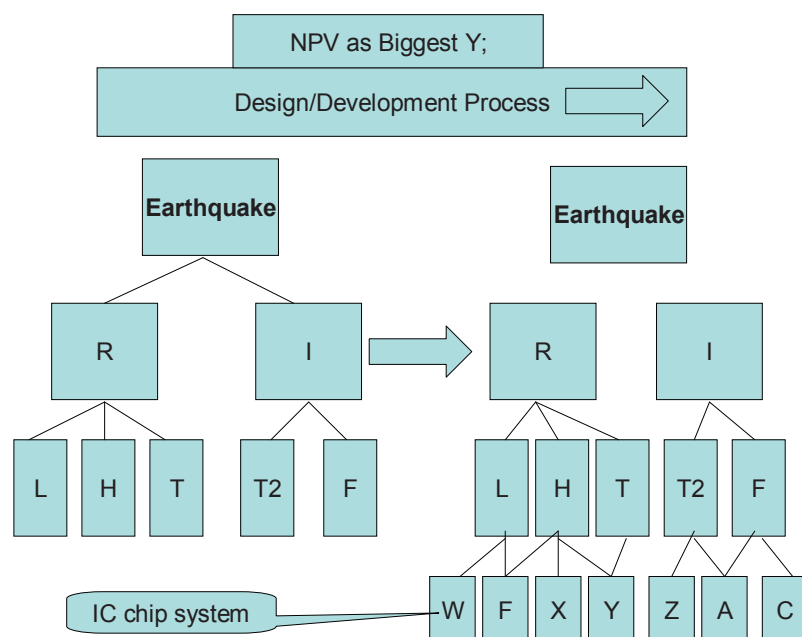 NPV as Biggest Y;
Design/Development Process
Earthquake
Earthquake
R
I
R
I
L
H
T
T2
F
L
H
T
T2
F
IC chip system
W
F
X
Y
Z
A
C